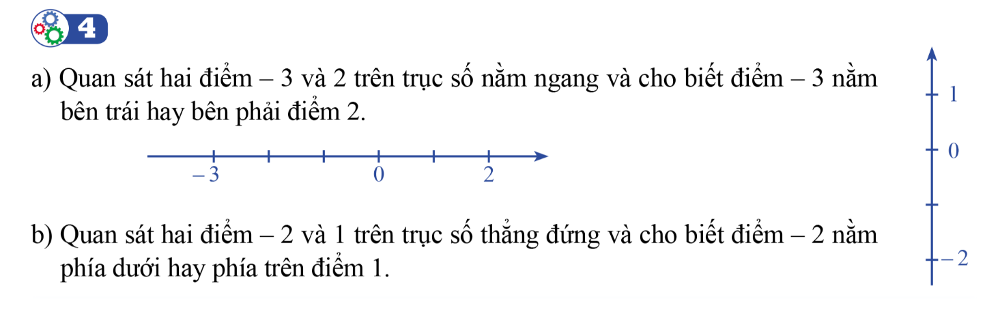 4
a) Quan sát hai điểm – 3 và 2 trên trục số nằm ngang và cho biết điểm – 3 nằm
bên trái hay bên phải điểm 2.
– 3 0 2
b) Quan sát hai điểm – 2 và 1 trên trục số thẳng đứng và cho biết điểm – 2 nằm
phía dưới hay phía trên điểm 1.
1
0
– 2